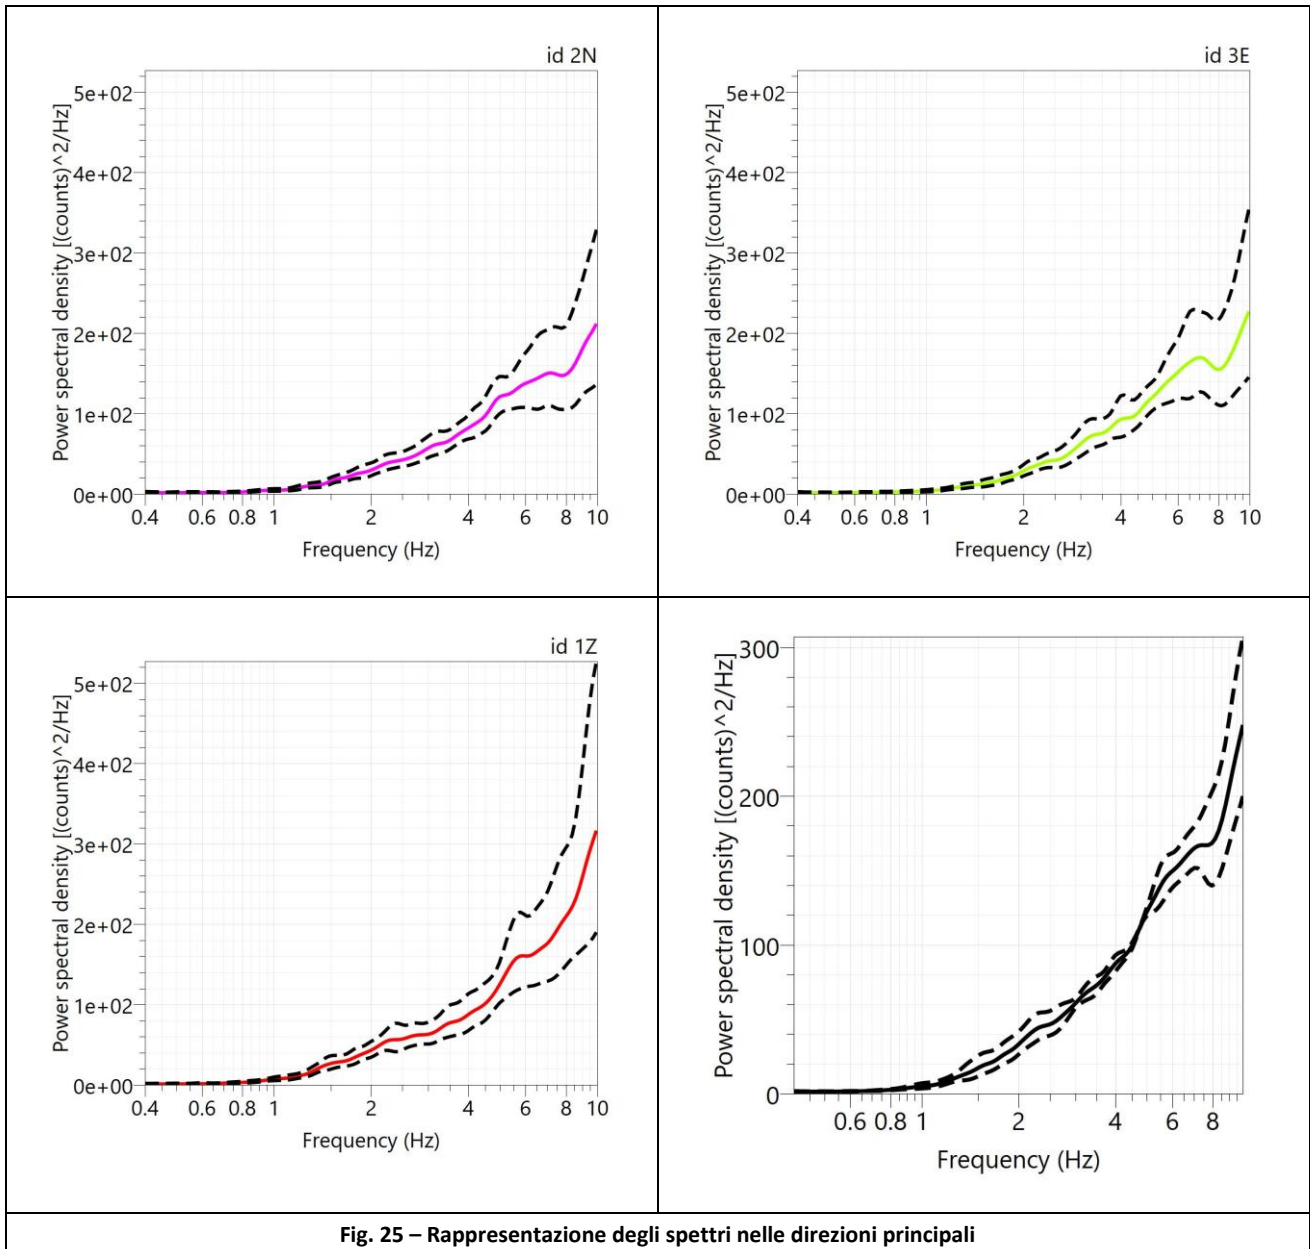 id 2N
Power spectral density [(counts)^2/Hz]
5e+02
4e+02
3e+02
2e+02
1e+02
0e+00
0.4 0.6 0.8 1 2 4 6 8 10
Frequency (Hz)
id 3E
Power spectral density [(counts)^2/Hz]
5e+02
4e+02
3e+02
2e+02
1e+02
0e+00
0.4 0.6 0.8 1 2 4 6 8 10
Frequency (Hz)
id 1Z
Power spectral density [(counts)^2/Hz]
5e+02
4e+02
3e+02
2e+02
1e+02
0e+00
0.4 0.6 0.8 1 2 4 6 8 10
Frequency (Hz)
Power spectral density [(counts)^2/Hz]
300
200
100
0
0.6 0.8 1 2 4 6 8
Frequency (Hz)
Fig. 25 – Rappresentazione degli spettri nelle direzioni principali